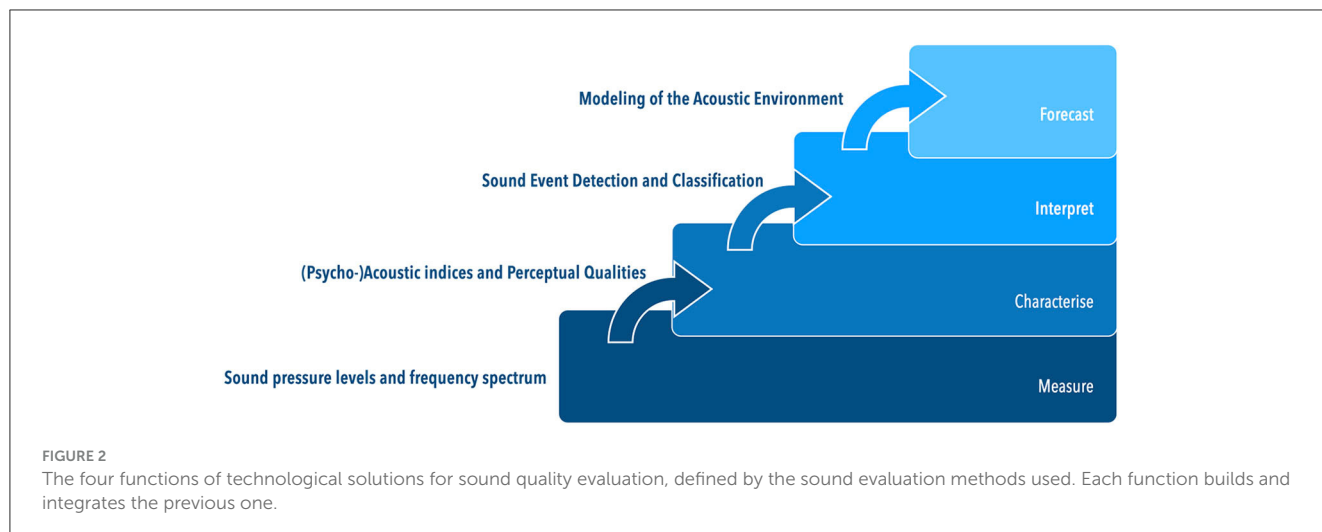 Modeling of the Acoustic Environment
Forecast
Sound Event Detection and Classification
Interpret
(Psycho-)Acoustic indices and Perceptual Qualities
Characterise
Sound pressure levels and frequency spectrum
Measure
FIGURE 2
The four functions of technological solutions for sound quality evaluation, defined by the sound evaluation methods used. Each function builds and
integrates the previous one.